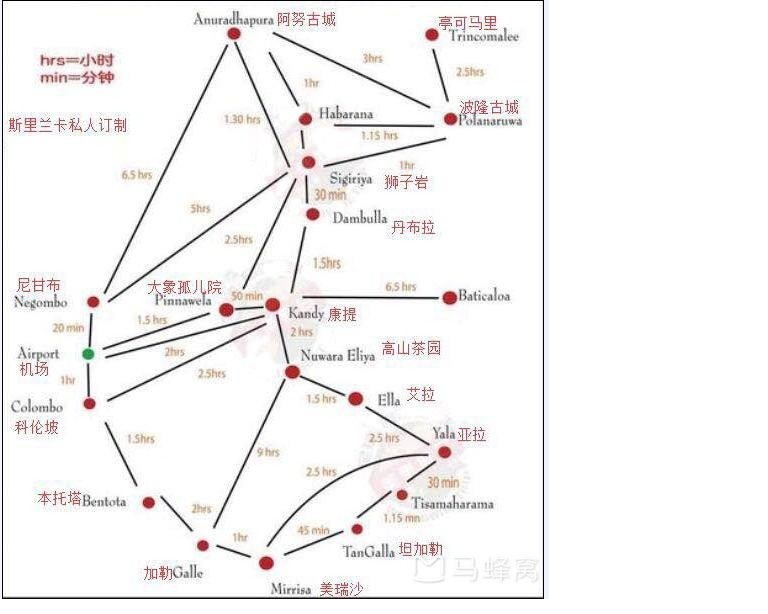 Anuradhapura 阿努古城
亭可马里
Trincomalee
hrs=小时
min=分钟
3hrs
2.5hrs
1hr
斯里兰卡私人订制
1.30 hrs
Habarana
波隆古城
Polanaruwa
1.15 hrs
1hr
6.5 hrs
Sigiriya 狮子岩
30 min
5hrs
Dambulla 丹布拉
2.5hrs
1.5hrs
尼甘布
Negombo
大象孤儿院
Pinnawela
50 min
6.5 hrs
Baticaloa
Kandy 康提
20 min
1.5 hrs
2 hrs
Airport
机场
2hrs
Nuwara Eliya 高山茶园
1hr
2.5hrs
Colombo
科伦坡
1.5 hrs
Ella 艾拉
1.5hrs
9 hrs
2.5 hrs
Yala 亚拉
2.5 hrs
30 min
本托塔 Bentota
Tisamaharama
2hrs
1.15 mn
1hr
45 min
TanGalla 坦加勒
加勒 Galle
Mirrisa 美瑞沙
马蜂窝